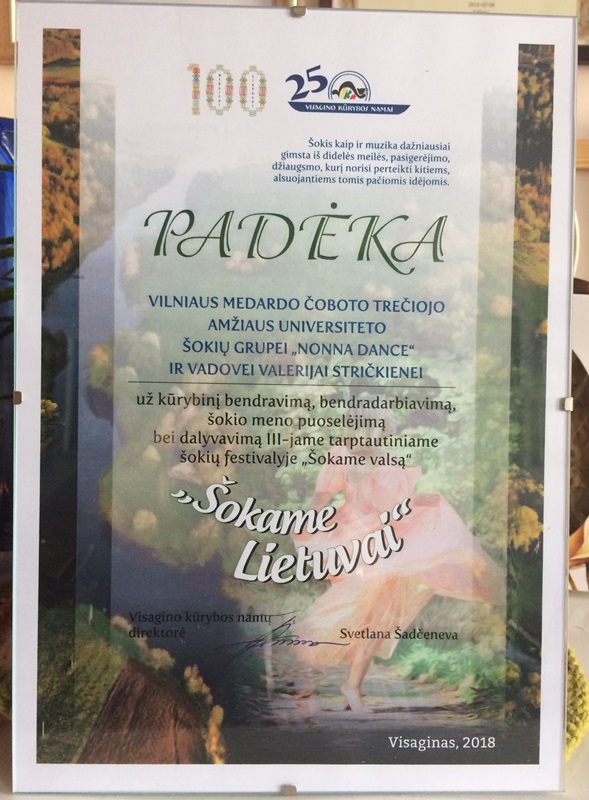 100
250
VISAGINO KŪRYBOS NAMAI
Šokis kaip ir muzika dažniausiai
gimsta iš didelės meilės, pasigerėjimo,
džiaugsmo, kurį norisi perteikti kitiems,
alsuojantiems tomis pačiomis idėjomis.
PADĖKA
VILNIAUS MEDARDO ČOBOTO TREČIOJO
AMŽIAUS UNIVERSITETO
ŠOKIŲ GRUPEI „NONNA DANCE“
IR VADOVEI VALERIJAI STRIČKIENEI
už kūrybinį bendravimą, bendradarbiavimą,
šokio meno puoselėjimą
bei dalyvavimą III-jame tarptautiniame
šokių festivalyje „Šokame valsą“
„Šokame
Lietuvai“
Visagino kūrybos namų
direktorė
Svetlana Šadčeneva
Visaginas, 2018